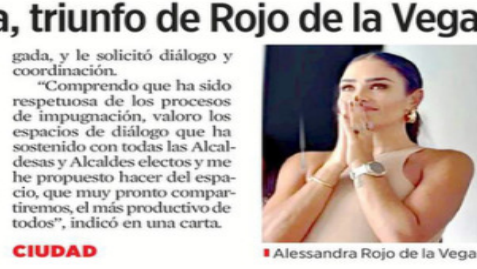 a, triunfo de Rojo de la Vega
gada, y le solicitó diálogo y
coordinación.
“Comprendo que ha sido
respetuosa de los procesos
de impugnación, valoro los
espacios de diálogo que ha
sostenido con todas las Alcal-
desas y Alcaldes electos y me
he propuesto hacer del espa-
cio, que muy pronto compar-
tiremos, el más productivo de
todos”, indicó en una carta.
CIUDAD
Alessandra Rojo de la Vega